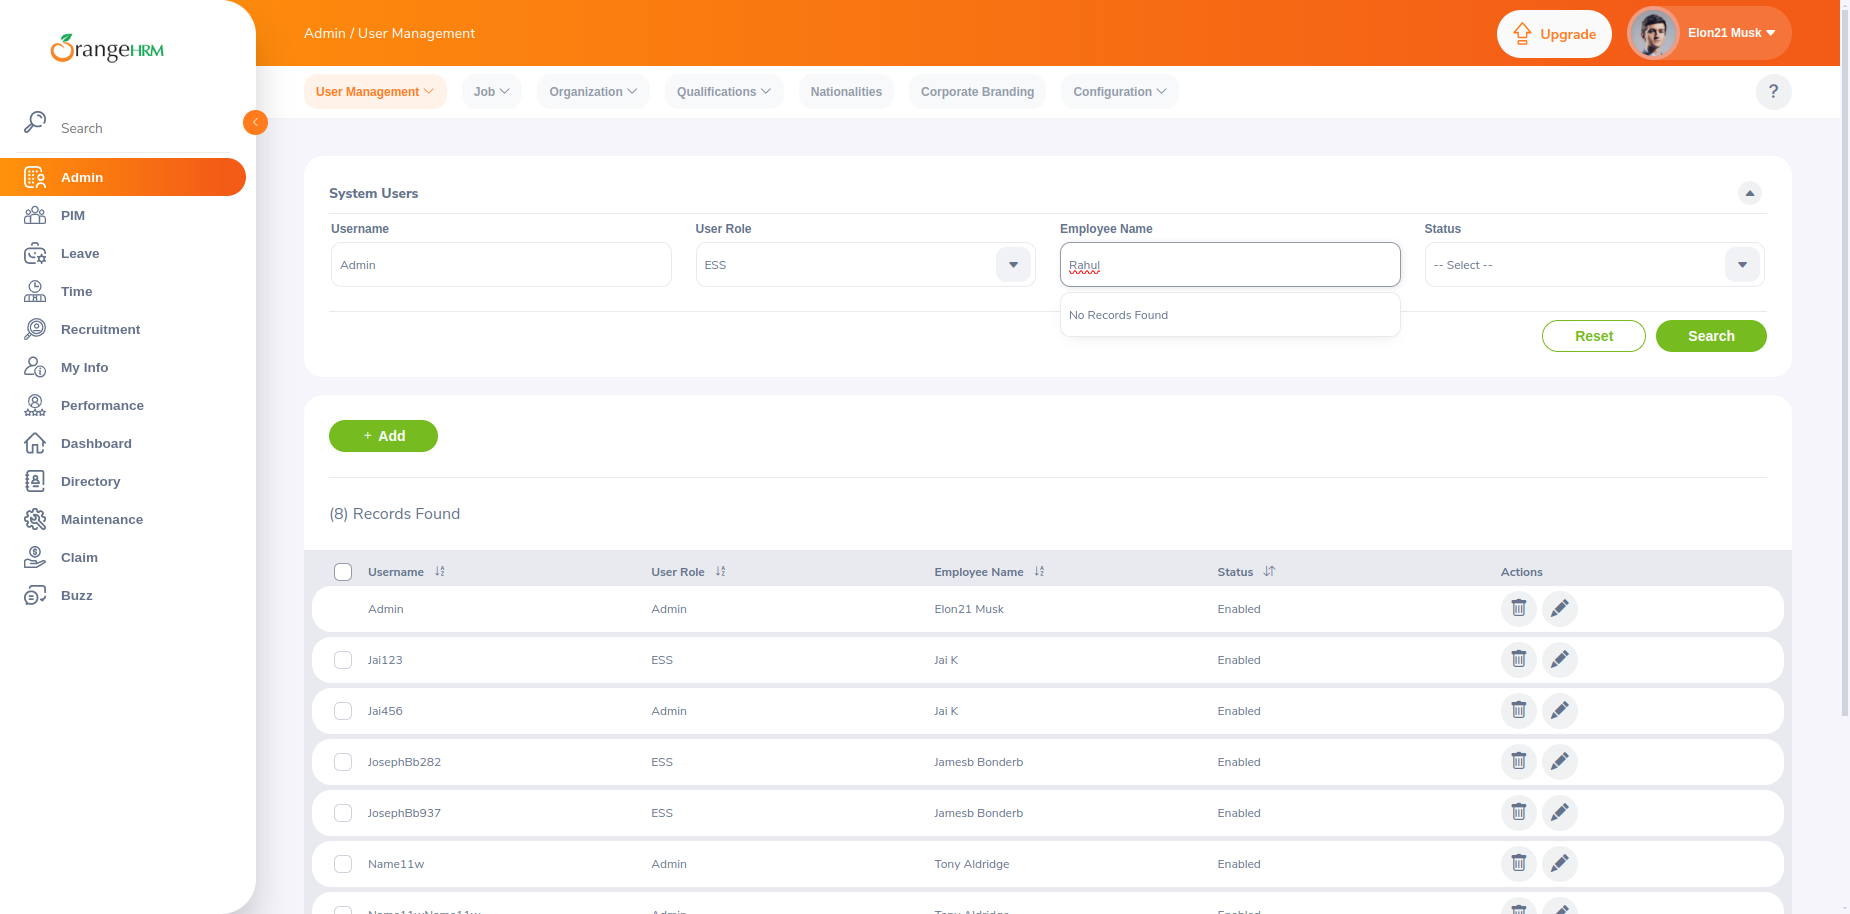 OrangeHRM
Admin / User Management
Upgrade
Elon21 Musk
User Management
Job
Organization
Qualifications
Nationalities
Corporate Branding
Configuration
?
Search
Admin
PIM
Leave
Time
Recruitment
My Info
Performance
Dashboard
Directory
Maintenance
Claim
Buzz
System Users
Username
User Role
Employee Name
Status
Admin
ESS
Rahul
-- Select --
No Records Found
Reset
Search
+ Add
(8) Records Found
Username User Role Employee Name Status Actions
Admin Admin Elon21 Musk Enabled
Jai123 ESS Jai K Enabled
Jai456 Admin Jai K Enabled
JosephBb282 ESS Jamesb Bonderb Enabled
JosephBb937 ESS Jamesb Bonderb Enabled
Name11w Admin Tony Aldridge Enabled
Name11wName11w Admin Tony Aldridge Enabled